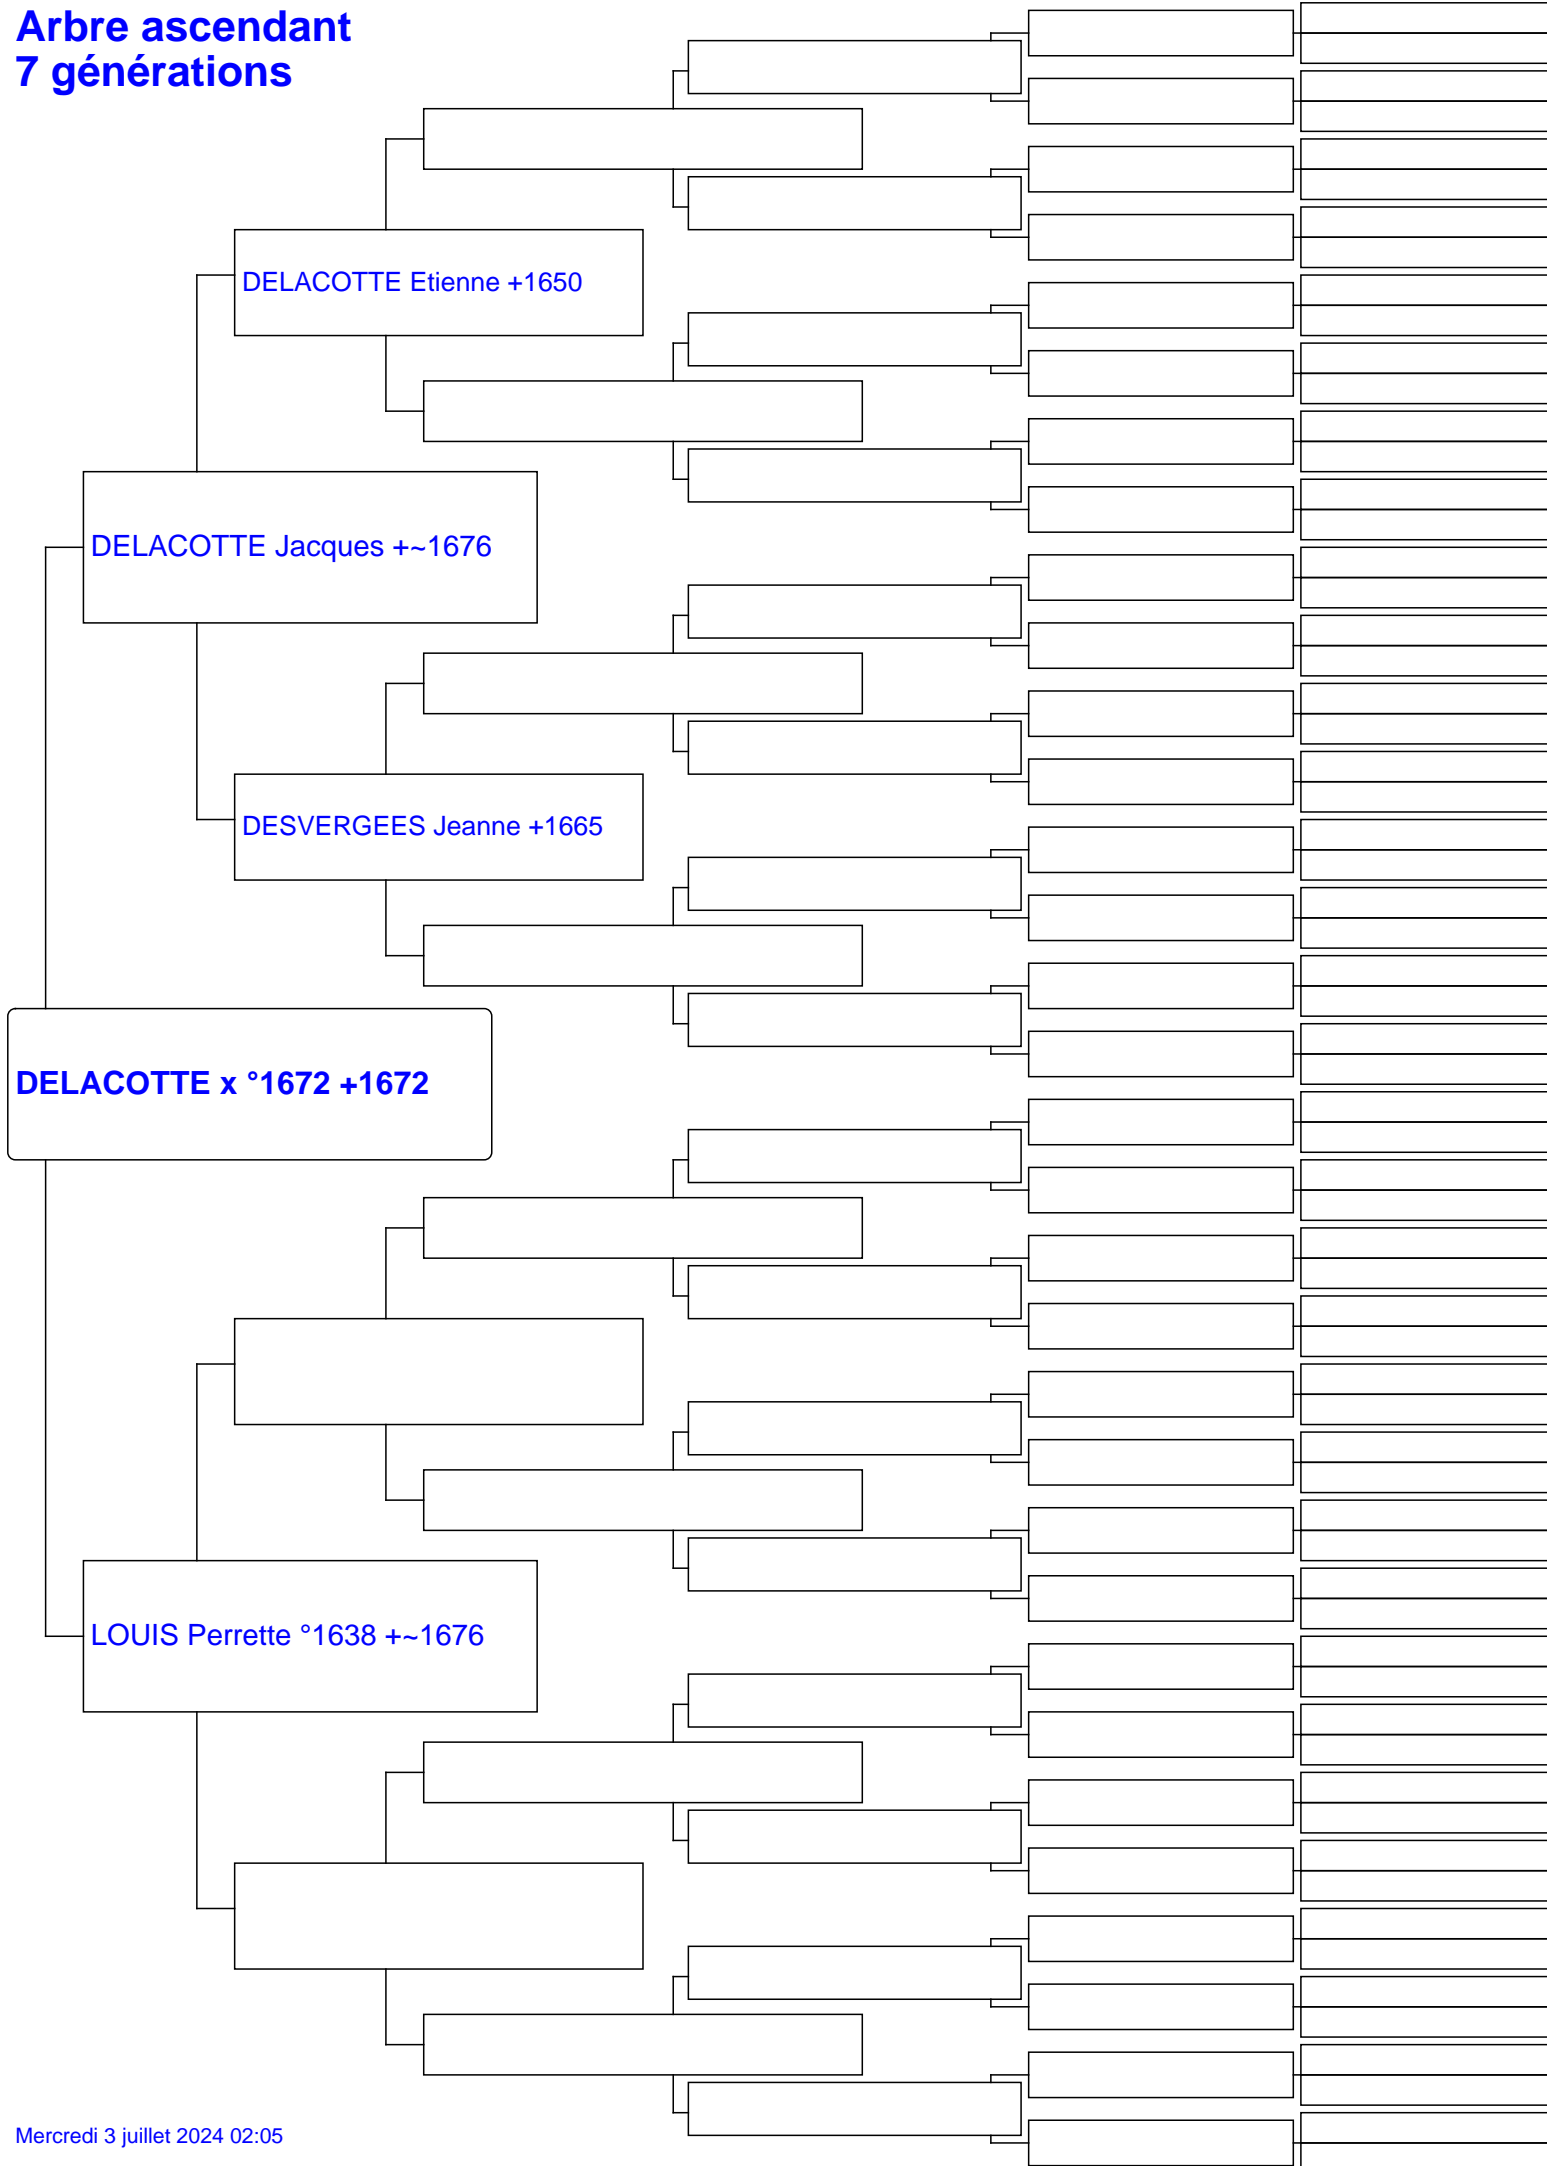 Arbre ascendant
7 générations
DELACOTTE Etienne +1650
DELACOTTE Jacques +~1676
DESVERGEES Jeanne +1665
DELACOTTE x °1672 +1672
LOUIS Perrette °1638 +~1676
Mercredi 3 juillet 2024 02:05